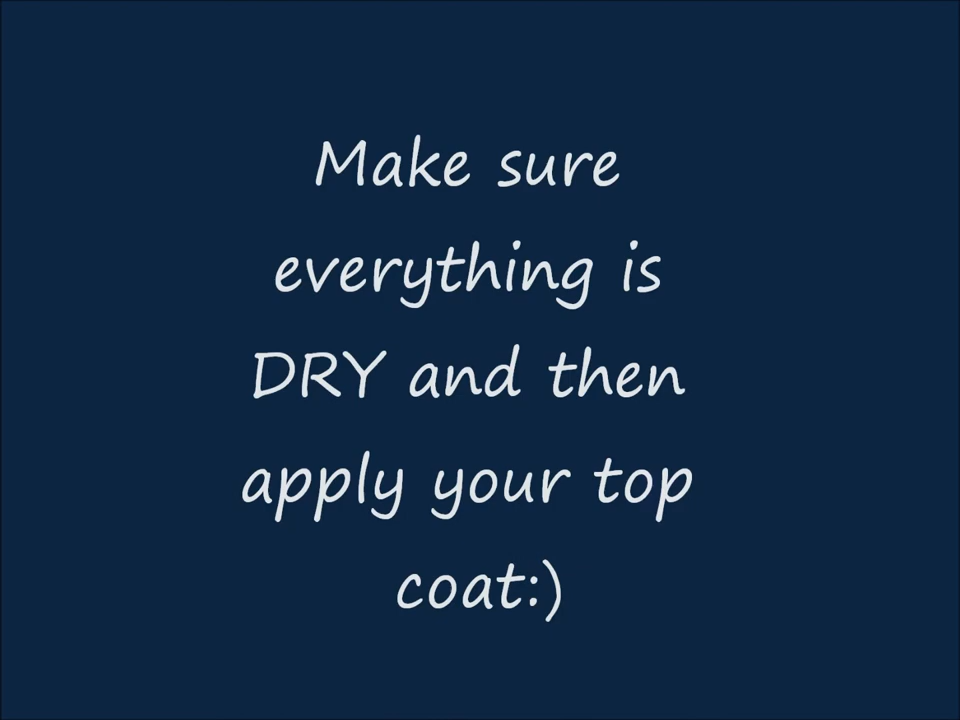 Make sure
everything is
DRY and then
apply your top
coat:)